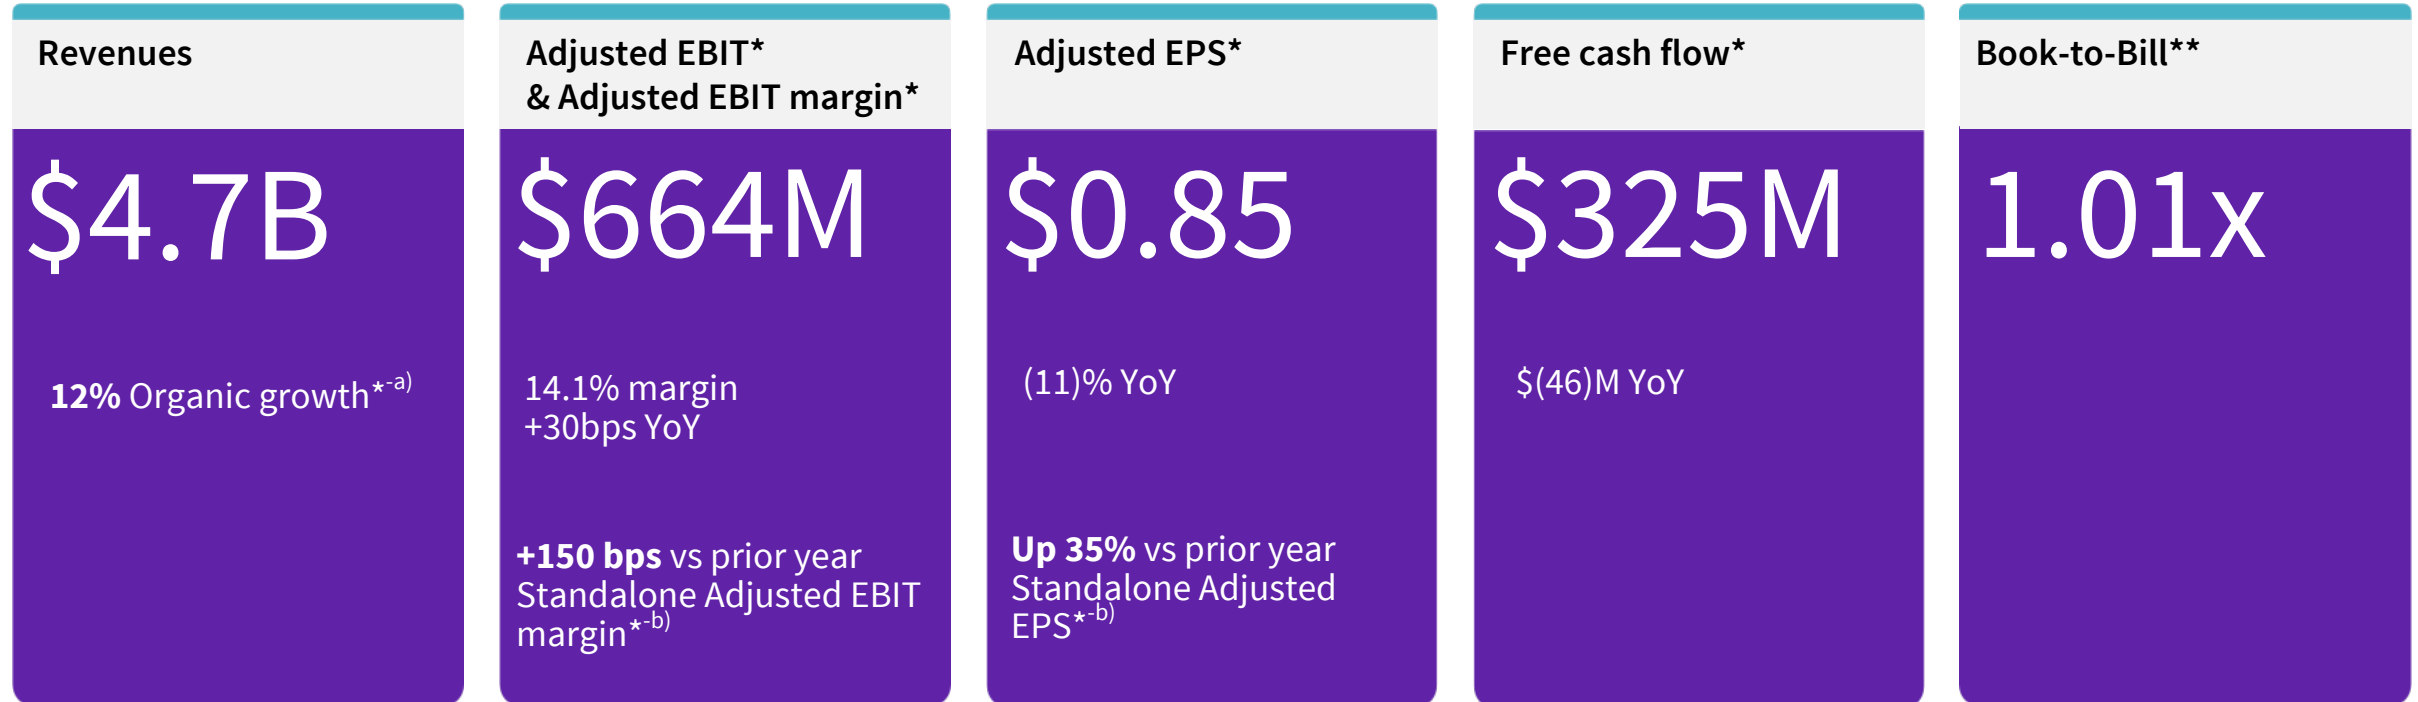 Revenues
$4.7B
12% Organic growth*-a)
Adjusted EBIT*
& Adjusted EBIT margin*
$664M
14.1% margin
+30bps YoY
+150 bps vs prior year
Standalone Adjusted EBIT
margin*-b)
Adjusted EPS*
$0.85
(11)% YoY
Up 35% vs prior year
Standalone Adjusted
EPS*-b)
Free cash flow*
$325M
$(46)M YoY
Book-to-Bill**
1.01x